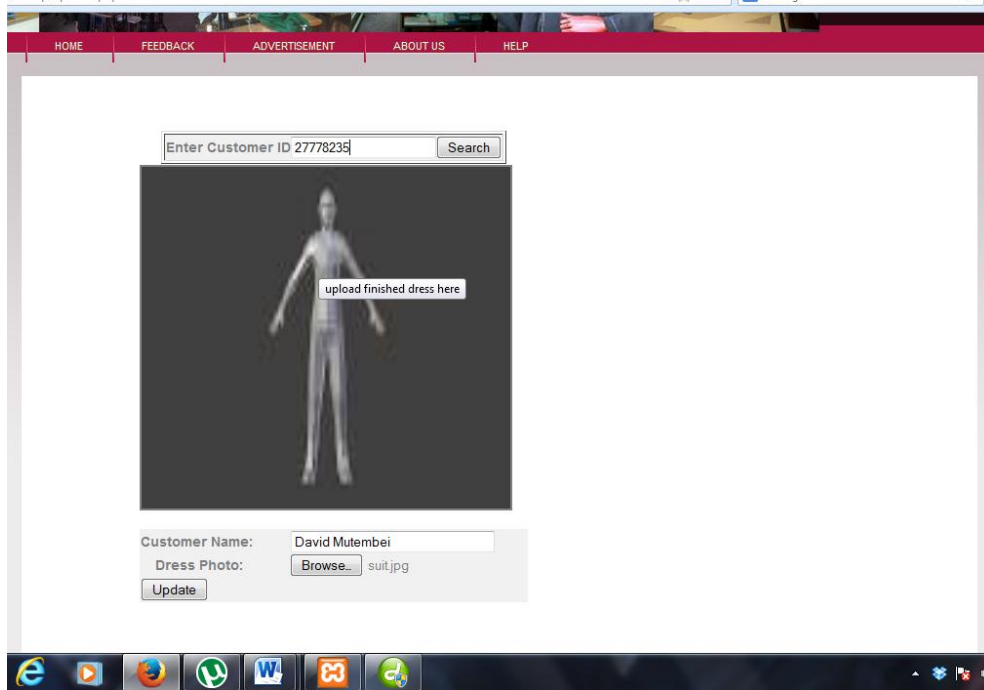 HOME FEEDBACK ADVERTISEMENT ABOUT US HELP
Enter Customer ID 27778235 Search
upload finished dress here
Customer Name: David Mutembei
Dress Photo: Browse_ suit.jpg
Update